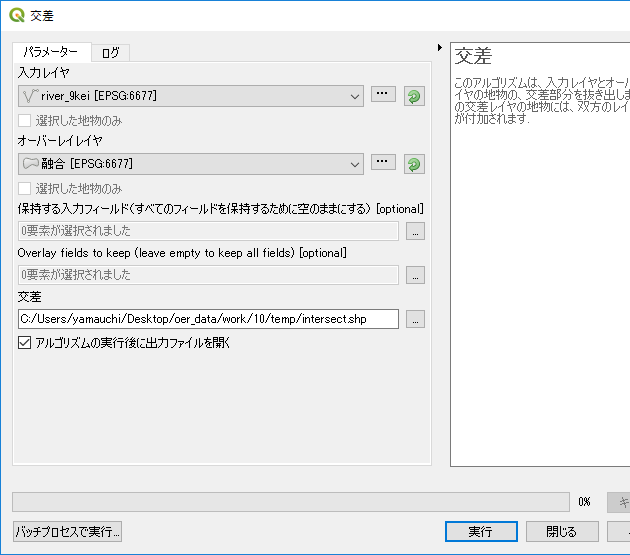 交差
パラメーター
ログ
入力レイヤ
river_9kei [EPSG:6677]
...
選択した地物のみ
オーバーレイレイヤ
融合 [EPSG:6677]
...
選択した地物のみ
保持する入力フィールド(すべてのフィールドを保持するために空のままにする) [optional]
0要素が選択されました
...
Overlay fields to keep (leave empty to keep all fields) [optional]
0要素が選択されました
...
交差
C:/Users/yamauchi/Desktop/oer_data/work/10/temp/intersect.shp
...
アルゴリズムの実行後に出力ファイルを開く
交差
このアルゴリズムは、入力レイヤとオーバ
イヤの地物の、交差部分を抜き出しま
の交差レイヤの地物には、双方のレイ
が付加されます.
0%
キ
バッチプロセスで実行...
実行
閉じる